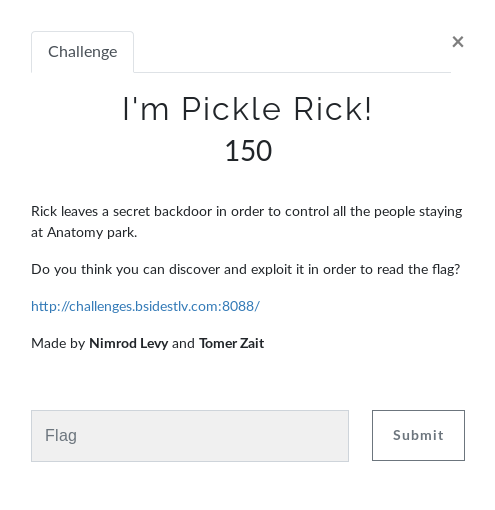 Challenge
×
I'm Pickle Rick!
150
Rick leaves a secret backdoor in order to control all the people staying
at Anatomy park.
Do you think you can discover and exploit it in order to read the flag?
http://challenges.bsidestlv.com:8088/
Made by Nimrod Levy and Tomer Zait
Flag
Submit